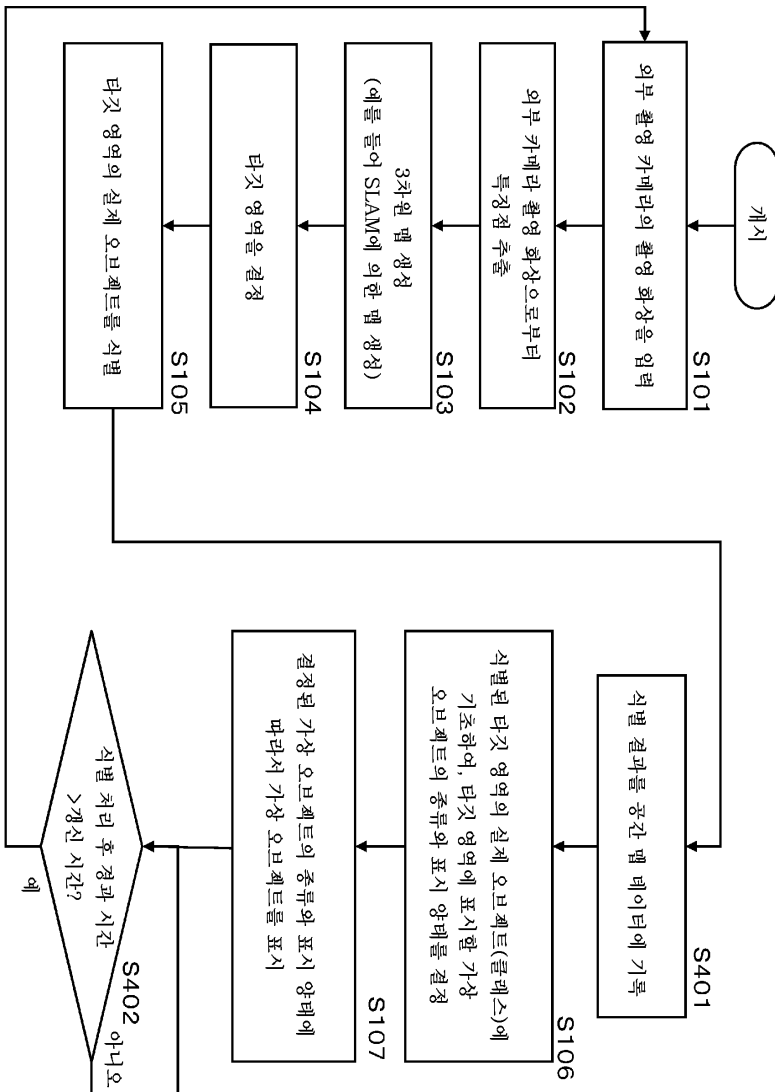 개시
외부 촬영 카메라의 촬영 화상을 입력
S101
외부 카메라 촬영 화상으로부터
특징점 추출
S102
3차원 맵 생성
(예를 들어 SLAM에 의한 맵 생성)
S103
타깃 영역을 결정
S104
타깃 영역의 실제 오브젝트를 식별
S105
식별 결과를 공간 맵 데이터에 기록
S401
식별된 타깃 영역의 실제 오브젝트(클래스)에
기초하여, 타깃 영역에 표시할 가상
오브젝트의 종류와 표시 양태를 결정
S106
결정된 가상 오브젝트의 종류와 표시 양태에
따라서 가상 오브젝트를 표시
S107
식별 처리 후 경과 시간
>갱신 시간?
S402
아니오
예